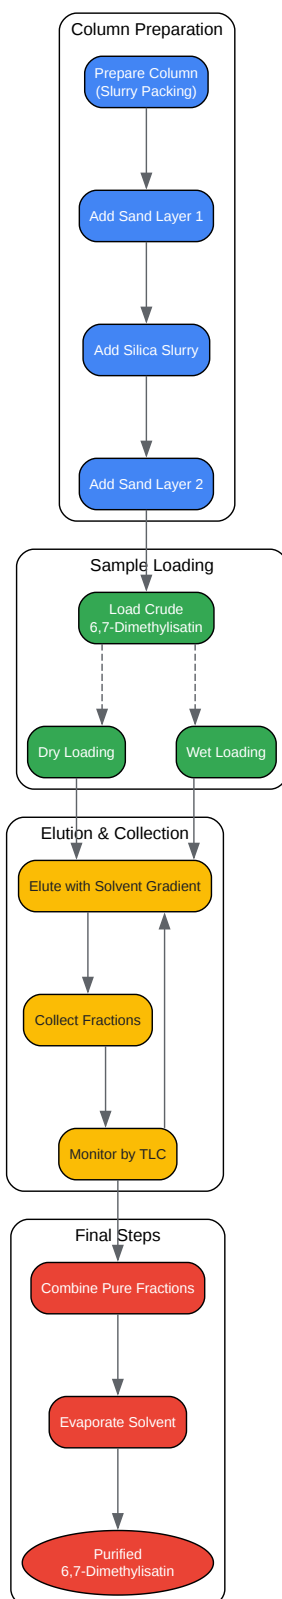 Column Preparation
Prepare Column
(Slurry Packing)
Add Sand Layer 1
Add Silica Slurry
Add Sand Layer 2
Sample Loading
Load Crude
6,7-Dimethylisatin
Dry Loading
Wet Loading
Elution & Collection
Elute with Solvent Gradient
Collect Fractions
Monitor by TLC
Final Steps
Combine Pure Fractions
Evaporate Solvent
Purified
6,7-Dimethylisatin